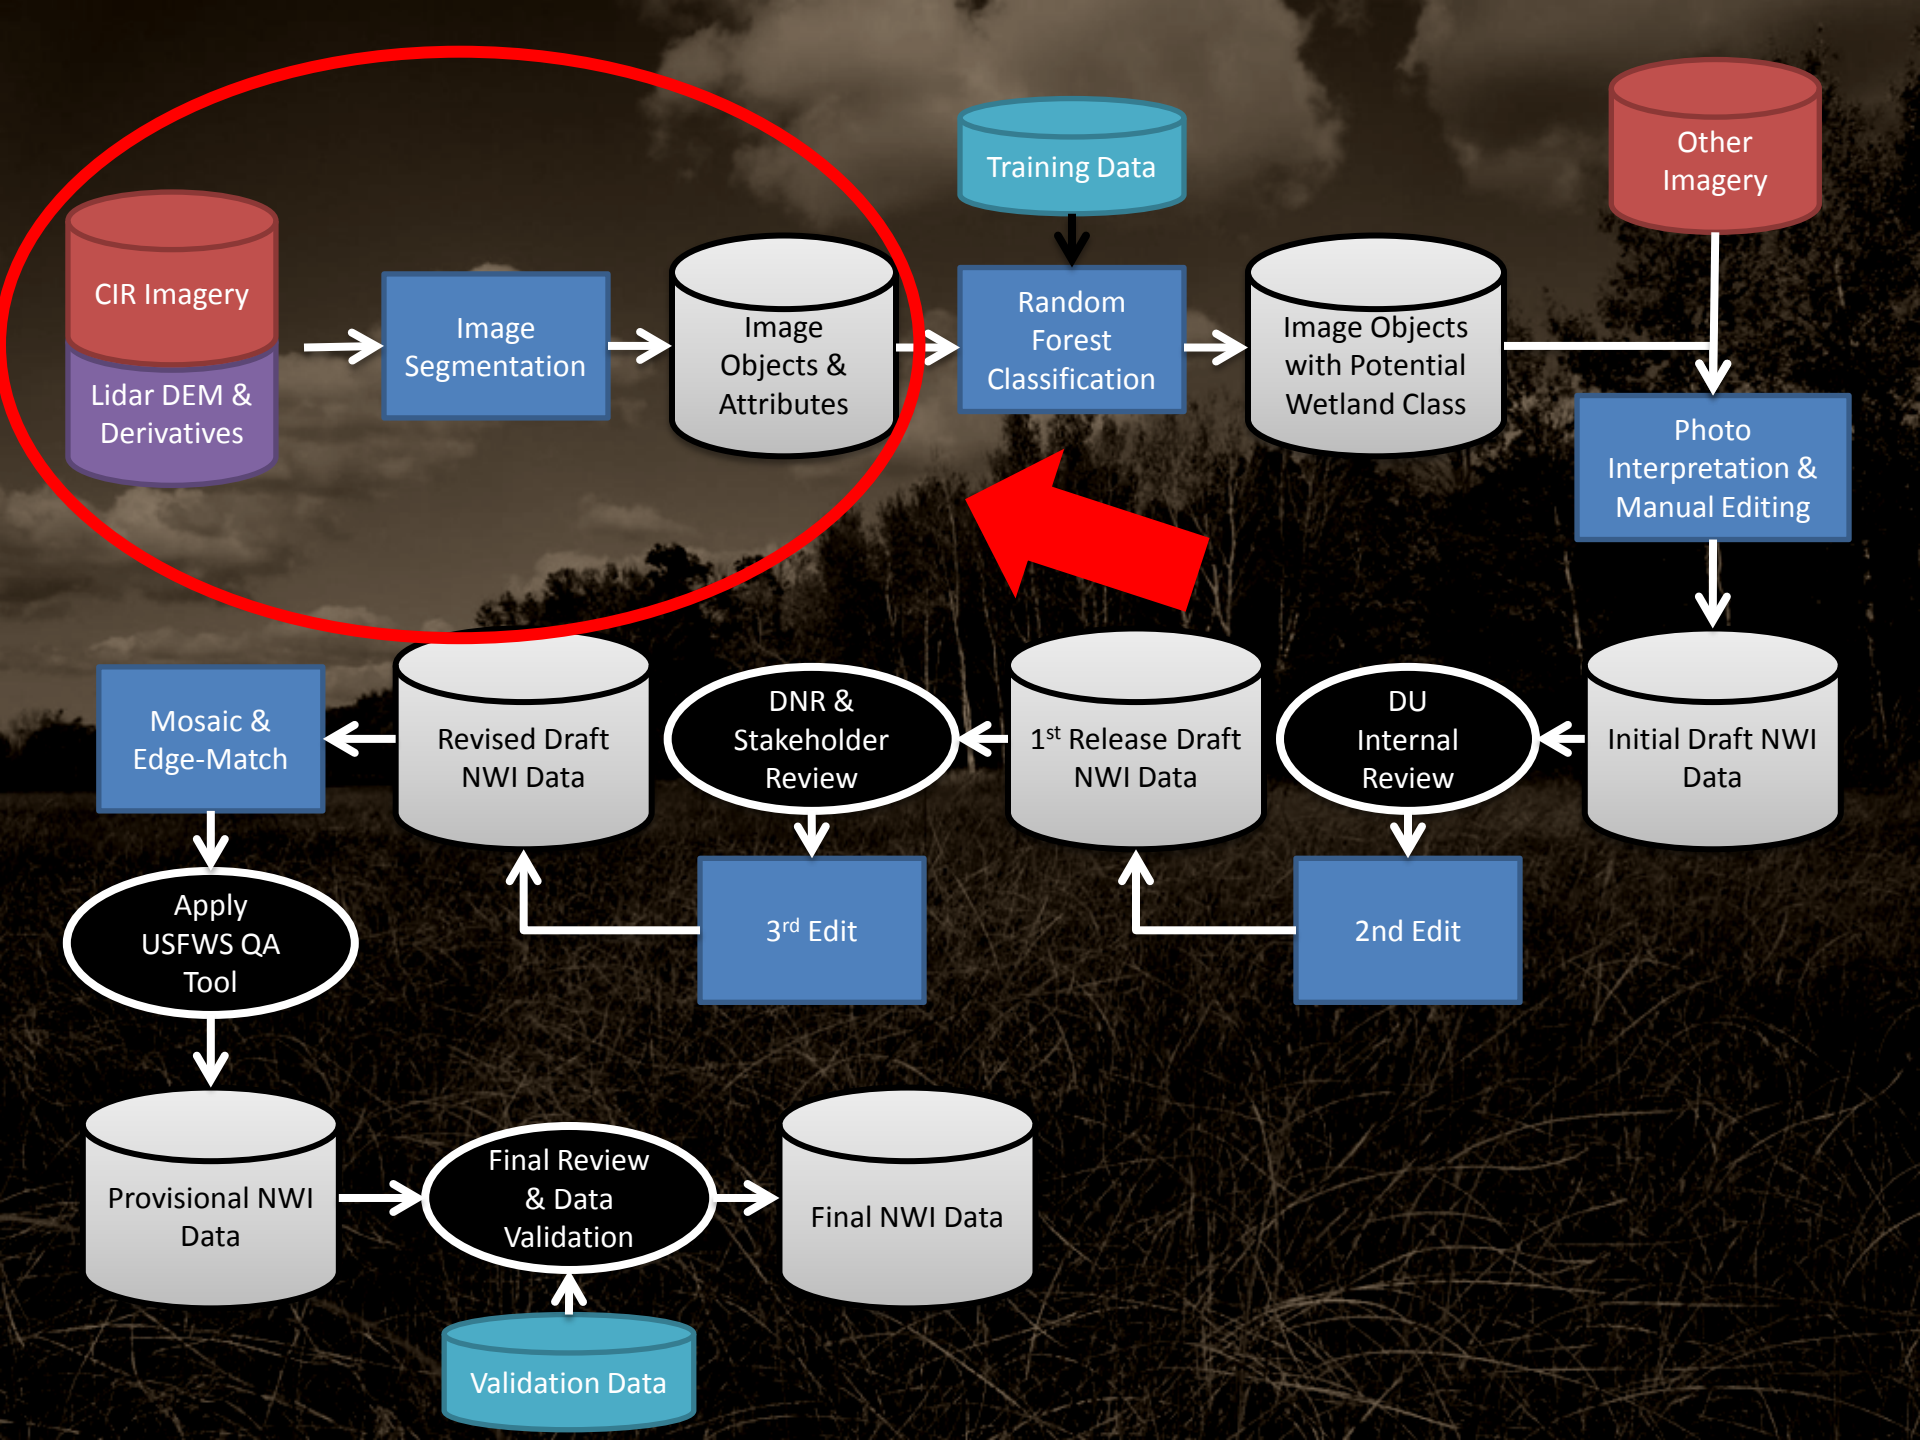 CIR Imagery
Lidar DEM &
Derivatives
Image
Segmentation
Image
Objects &
Attributes
Training Data
Random
Forest
Classification
Image Objects
with Potential
Wetland Class
Other
Imagery
Photo
Interpretation &
Manual Editing
Initial Draft NWI
Data
DU
Internal
Review
2nd Edit
1st Release Draft
NWI Data
DNR &
Stakeholder
Review
3rd Edit
Revised Draft
NWI Data
Mosaic &
Edge-Match
Apply
USFWS QA
Tool
Provisional NWI
Data
Final Review
& Data
Validation
Validation Data
Final NWI Data